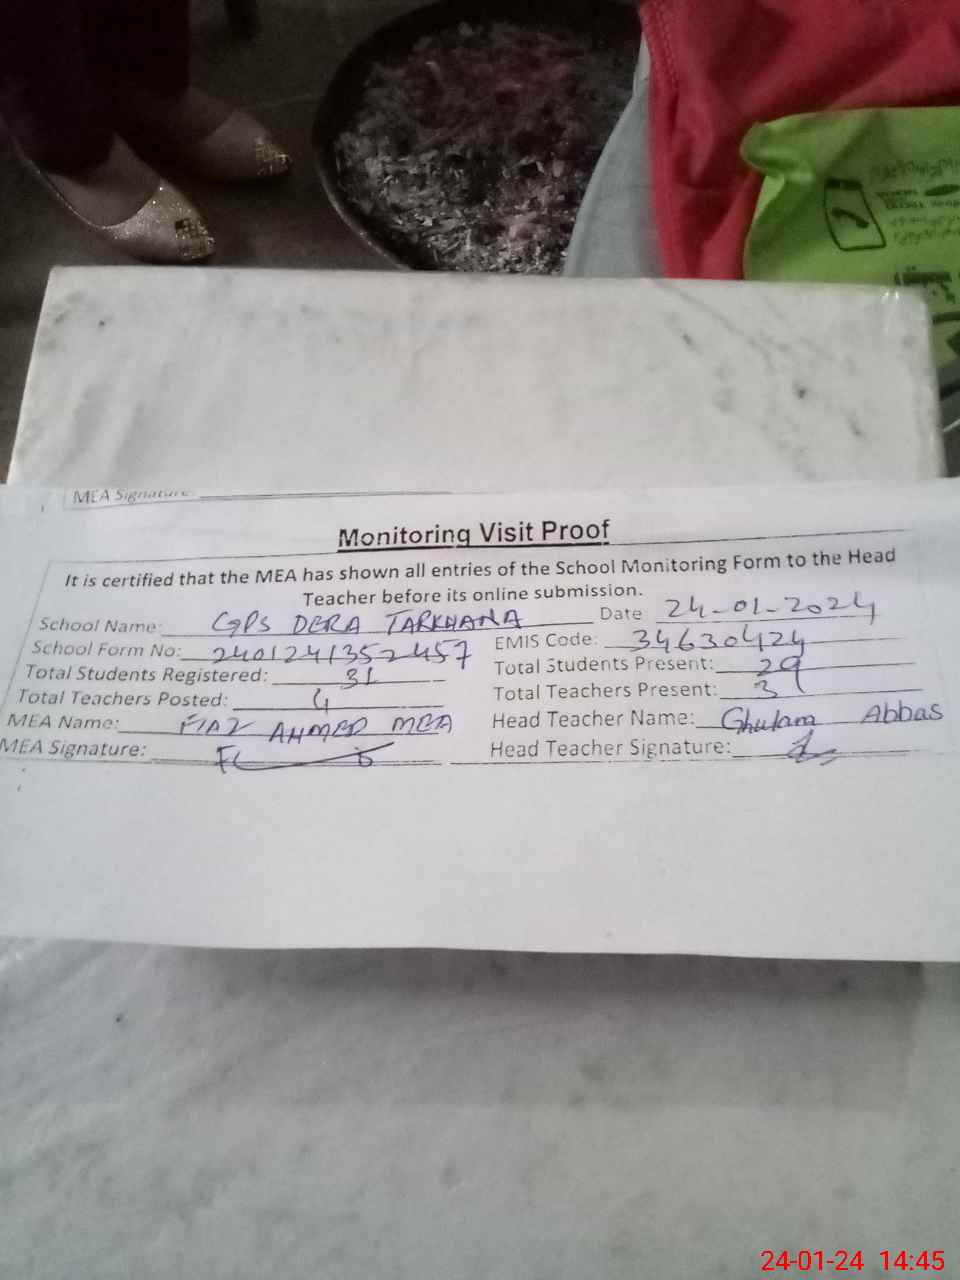 MEA Signature:
Monitoring Visit Proof
It is certified that the MEA has shown all entries of the School Monitoring Form to the Head
Teacher before its online submission.
School Name: GPS DERA TARKHANA Date 24-01-2024
School Form No: 2401241352457 EMIS Code: 34630424
Total Students Registered: 31 Total Students Present: 29
Total Teachers Posted: 4 Total Teachers Present: 3
MEA Name: FIAZ AHMED MEA Head Teacher Name: Ghulam Abbas
MEA Signature: Head Teacher Signature:
24-01-24 14:45